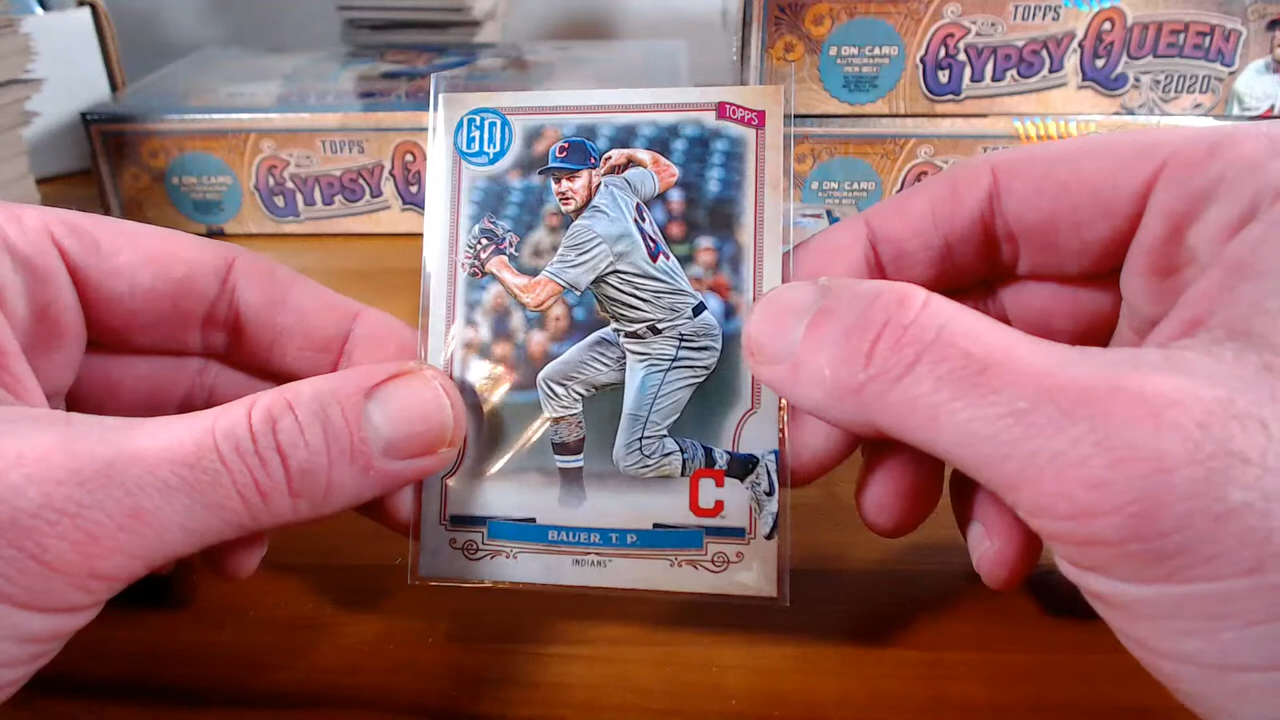 TOPPS
GYPSY QUEEN
2020
2 ON-CARD
AUTOGRAPHS
PER BOX!
TOPPS
GYPSY Q
2 ON-CARD
AUTOGRAPHS
PER BOX!
2 ON-CARD
AUTOGRAPHS
PER BOX!
GQ
TOPPS
C
C
BAUER, T. P.
INDIANS™